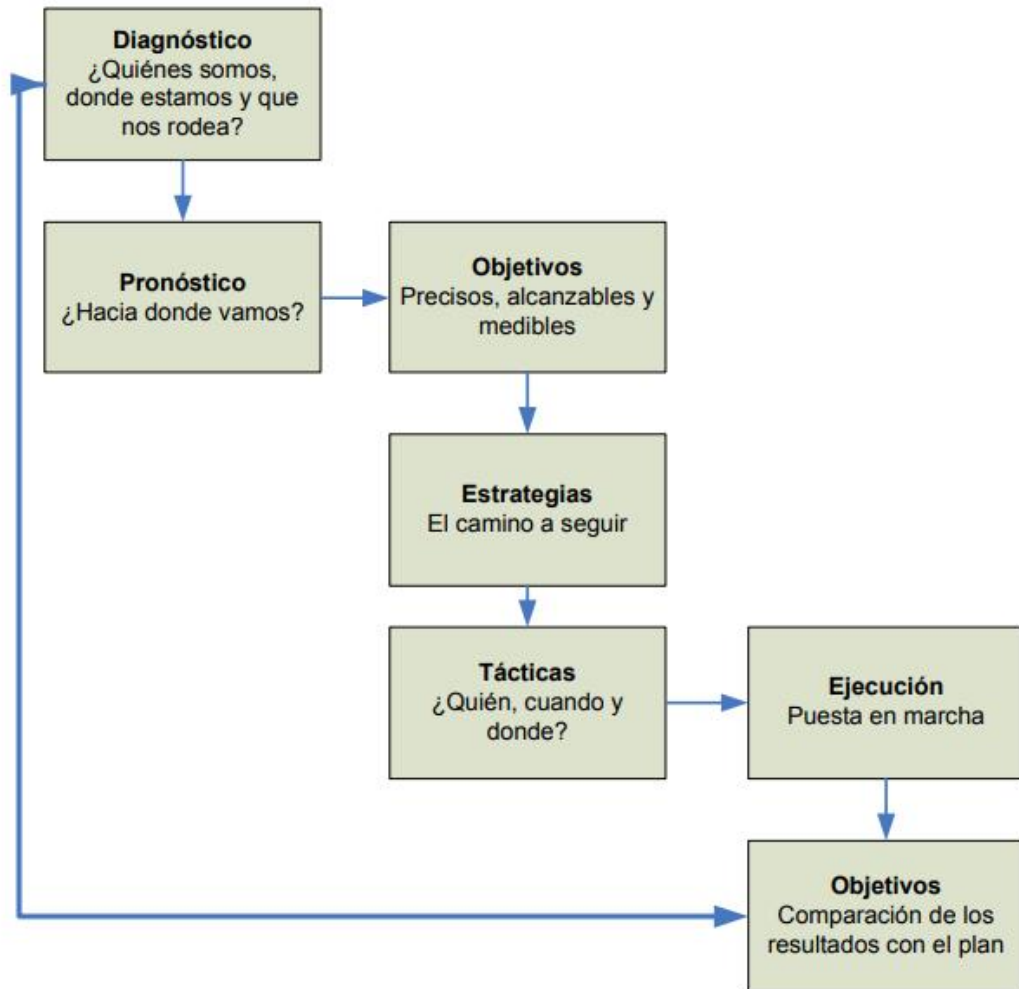 Diagnóstico
¿Quiénes somos,
donde estamos y que
nos rodea?
Pronóstico
¿Hacia donde vamos?
Objetivos
Precisos, alcanzables y
medibles
Estrategias
El camino a seguir
Tácticas
¿Quién, cuando y
donde?
Ejecución
Puesta en marcha
Objetivos
Comparación de los
resultados con el plan